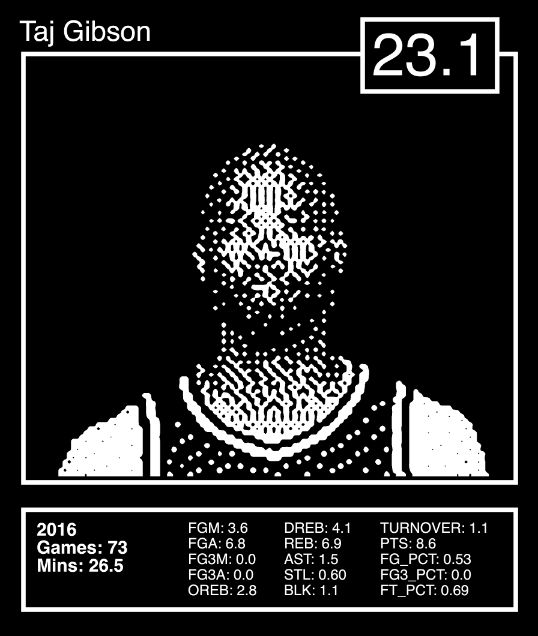 Taj Gibson
23.1
2016
Games: 73
Mins: 26.5
FGM: 3.6
FGA: 6.8
FG3M: 0.0
FG3A: 0.0
OREB: 2.8
DREB: 4.1
REB: 6.9
AST: 1.5
STL: 0.60
BLK: 1.1
TURNOVER: 1.1
PTS: 8.6
FG_PCT: 0.53
FG3_PCT: 0.0
FT_PCT: 0.69